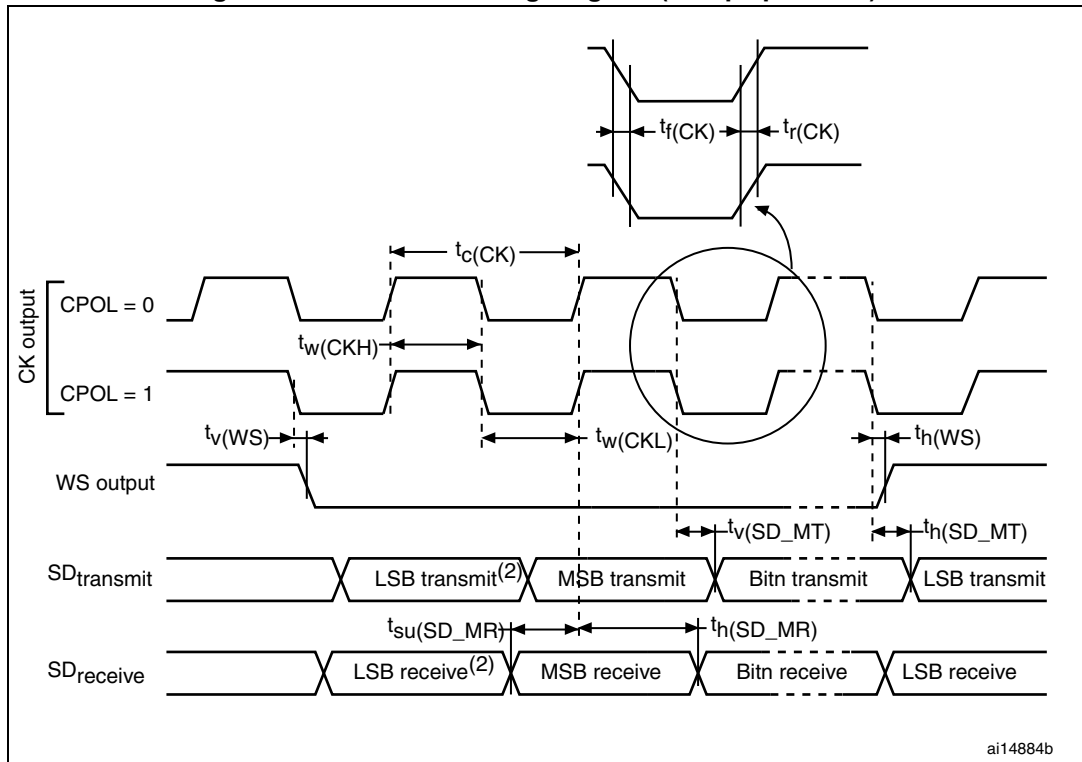 tf(CK)
tr(CK)
tc(CK)
CK output
CPOL = 0
tw(CKH)
CPOL = 1
tv(WS)
tw(CKL)
th(WS)
WS output
tv(SD_MT)
th(SD_MT)
SDtransmit
LSB transmit(2)
MSB transmit
Bitn transmit
LSB transmit
tsu(SD_MR)
th(SD_MR)
SDreceive
LSB receive(2)
MSB receive
Bitn receive
LSB receive
ai14884b